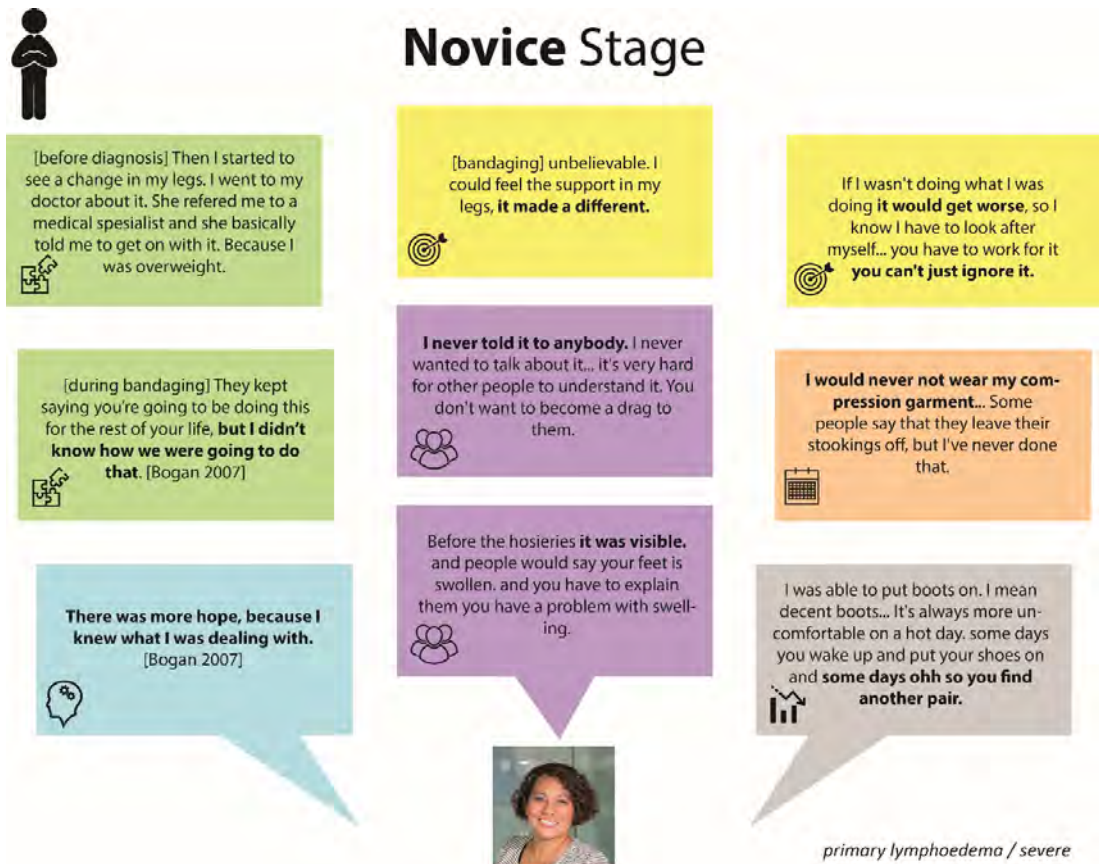 Novice Stage
[before diagnosis] Then I started to
see a change in my legs. I went to my
doctor about it. She refered me to a
medical spesialist and she basically
told me to get on with it. Because I
was overweight.
[during bandaging] They kept
saying you're going to be doing this
for the rest of your life, but I didn't
know how we were going to do
that. [Bogan 2007]
There was more hope, because I
knew what I was dealing with.
[Bogan 2007]
[bandaging] unbelievable. I
could feel the support in my
legs, it made a different.
I never told it to anybody. I never
wanted to talk about it... it's very hard
for other people to understand it. You
don't want to become a drag to
them.
Before the hosieries it was visible.
and people would say your feet is
swollen. and you have to explain
them you have a problem with swell-
ing.
If I wasn't doing what I was
doing it would get worse, so I
know I have to look after
myself... you have to work for it
you can't just ignore it.
I would never not wear my com-
pression garment... Some
people say that they leave their
stookings off, but I've never done
that.
I was able to put boots on. I mean
decent boots... It's always more un-
comfortable on a hot day. some days
you wake up and put your shoes on
and some days ohh so you find
another pair.
primary lymphoedema / severe